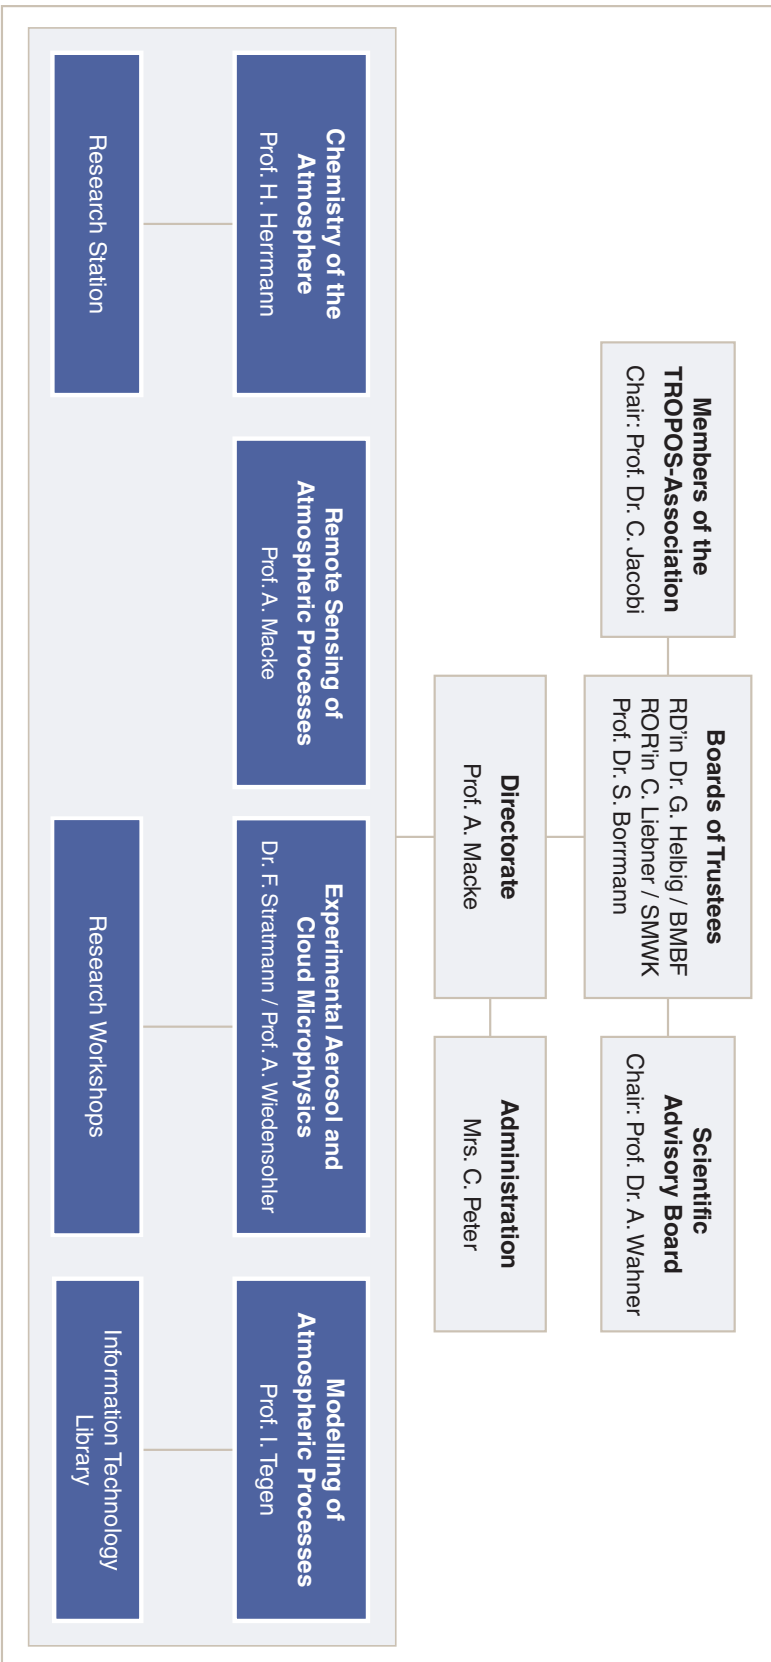 Members of the
TROPOS-Association
Chair: Prof. Dr. C. Jacobi
Boards of Trustees
RD'in Dr. G. Helbig / BMBF
ROR'in C. Liebner / SMWK
Prof. Dr. S. Borrmann
Scientific
Advisory Board
Chair: Prof. Dr. A. Wahner
Directorate
Prof. A. Macke
Administration
Mrs. C. Peter
Chemistry of the
Atmosphere
Prof. H. Herrmann
Remote Sensing of
Atmospheric Processes
Prof. A. Macke
Experimental Aerosol and
Cloud Microphysics
Dr. F. Stratmann / Prof. A. Wiedensohler
Modelling of
Atmospheric Processes
Prof. I. Tegen
Research Station
Research Workshops
Information Technology
Library